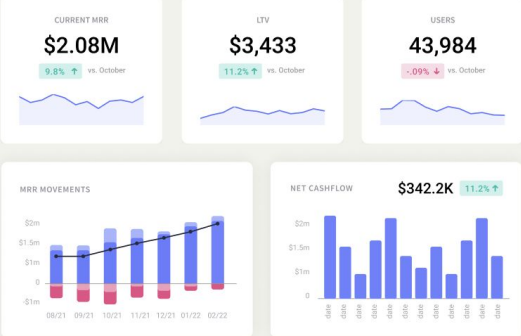 CURRENT MRR
$2.08M
9.8% ↑ vs. October
LTV
$3,433
11.2% ↑ vs. October
USERS
43,984
-.09% ↓ vs. October
MRR MOVEMENTS
$2m
$1.5m
$1m
0
-$1m
08/21 09/21 10/21 11/21 12/21 01/22 02/22
NET CASHFLOW $342.2K 11.2% ↑
$2m
$1.5m
$1m
0
date date date date date date date date date date date date